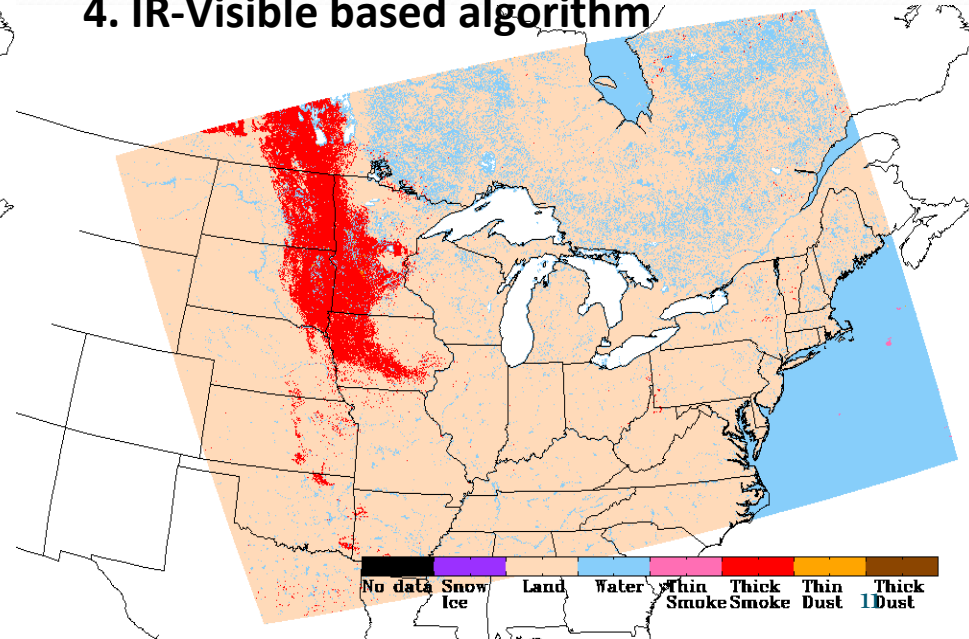 4. IR-Visible based algorithm
No data Snow Land Water Thin Thick Thin Thick
Ice Smoke Smoke Dust 11 Dust